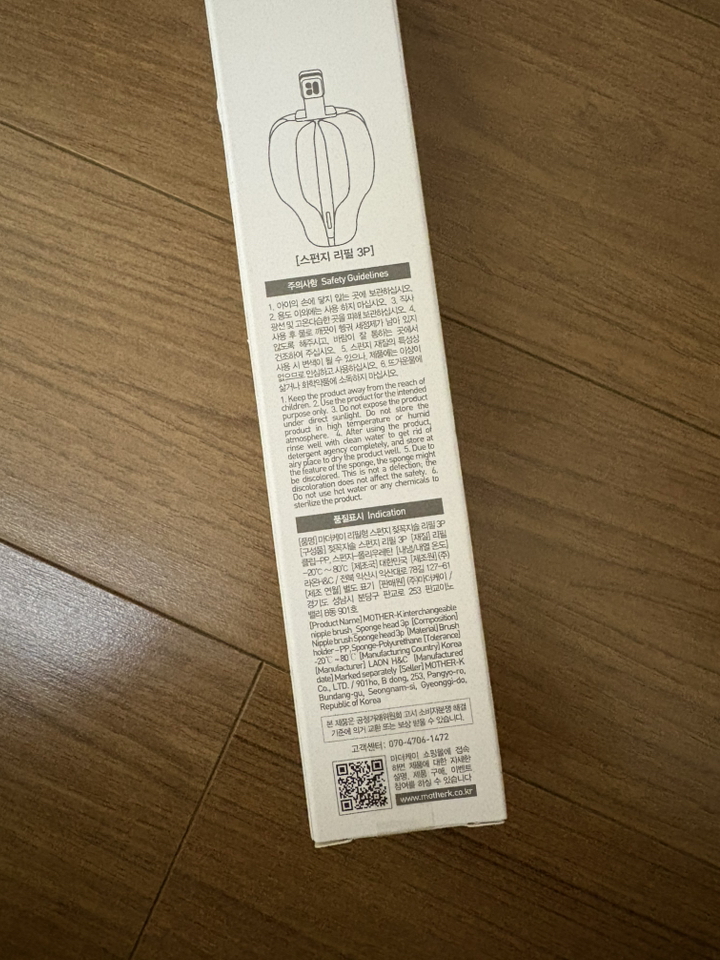 [스펀지 리필 3P]
주의사항 Safety Guidelines
1. 아이의 손에 닿지 않는 곳에 보관하십시오.
2. 용도 이외에는 사용 하지 마십시오. 3. 직사
광선 및 고온다습한 곳을 피해 보관하십시오. 4.
사용 후 물로 깨끗이 헹궈 세정제가 남아 있지
않도록 해주시고, 바람이 잘 통하는 곳에서
건조하여 주십시오. 5. 스펀지 재질의 특성상
사용 시 변색이 될 수 있으나, 제품에는 이상이
없으므로 안심하고 사용하십시오. 6. 뜨거운물에
삶거나 화학약품에 소독하지 마십시오.
1. Keep the product away from the reach of
children. 2. Use the product for the intended
purpose only. 3. Do not expose the product
under direct sunlight. Do not store the
product in high temperature or humid
atmosphere. 4. After using the product,
rinse well with clean water to get rid of
detergent agency completely, and store at
airy place to dry the product well. 5. Due to
the feature of the sponge, the sponge might
be discolored. This is not a defection; the
discoloration does not affect the safety. 6.
Do not use hot water or any chemicals to
sterilize the product.
품질표시 Indication
[품명] 마더케이 리필형 스펀지 젖꼭지솔 리필 3P
[구성품] 젖꼭지솔 스펀지 리필 3P [재질] 리필
클립-PP, 스펀지-폴리우레탄 [내냉/내열 온도]
-20℃ ~ 80℃ [제조국] 대한민국 [제조원] (주)
라온H&C / 전북 익산시 익산대로 78길 127-61
[제조 연월] 별도 표기 [판매원] (주)마더케이 /
경기도 성남시 분당구 판교로 253 판교이노
밸리 B동 901호
[Product Name] MOTHER-K interchangeable
nipple brush_Sponge head 3p [Composition]
Nipple brush Sponge head 3p [Material] Brush
holder-PP, Sponge-Polyurethane [Tolerance]
-20℃ ~ 80℃ [Manufacturing Country] Korea
[Manufacturer] LAON H&C [Manufactured
date] Marked separately [Seller] MOTHER-K
Co., LTD. / 901ho, B dong, 253, Pangyo-ro,
Bundang-gu, Seongnam-si, Gyeonggi-do,
Republic of Korea
본 제품은 공정거래위원회 고시 소비자분쟁 해결
기준에 의거 교환 또는 보상 받을 수 있습니다.
고객센터: 070-4706-1472
마더케이 쇼핑몰에 접속
하면 제품에 대한 자세한
설명, 제품 구매, 이벤트
참여를 하실 수 있습니다
www.motherk.co.kr